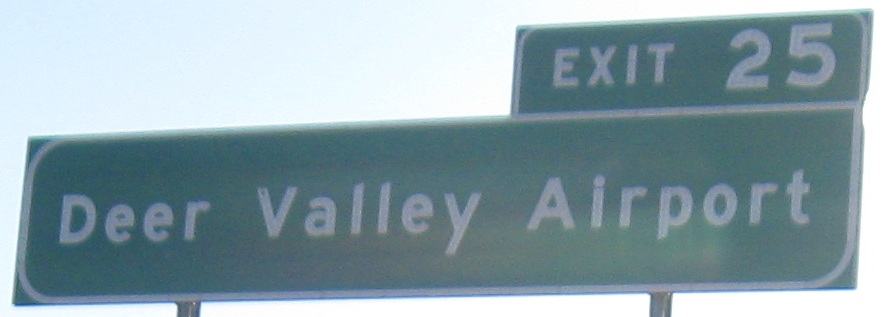 EXIT 25
Deer Valley Airport